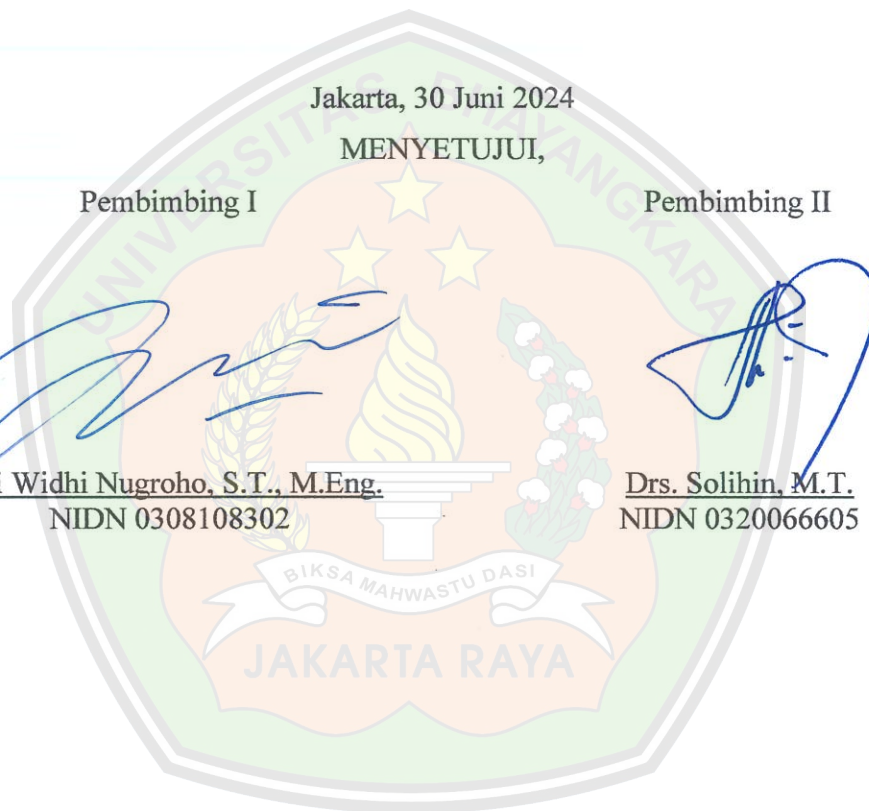 UNIVERSITAS BHAYANGKARA
Jakarta, 30 Juni 2024
MENYETUJUI,
Pembimbing I Pembimbing II
Widhi Nugroho, S.T., M.Eng. Drs. Solihin, M.T.
NIDN 0308108302 NIDN 0320066605
BIKSA MAHWASTU DASI
JAKARTA RAYA